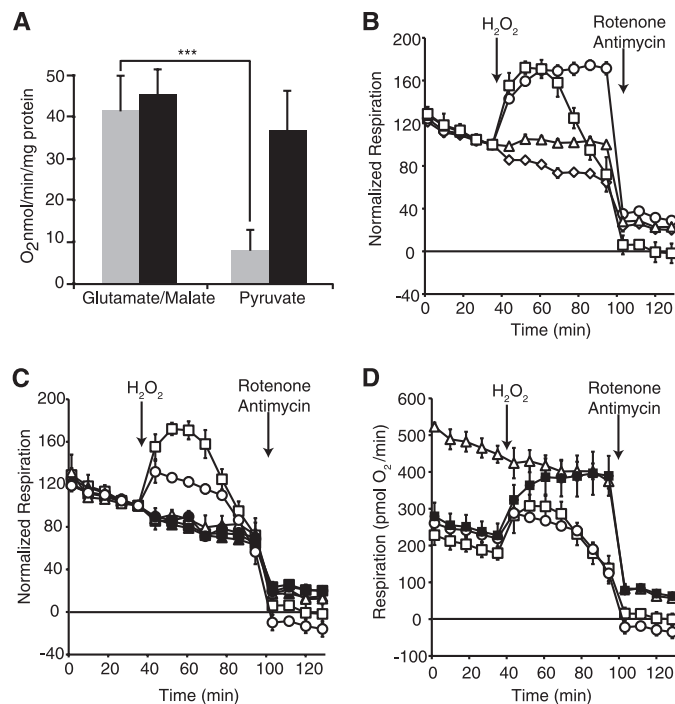 A
***
O₂nmol/min/mg protein
50
40
30
20
10
0
Glutamate/Malate Pyruvate
B
H₂O₂
Rotenone
Antimycin
Normalized Respiration
200
160
120
80
40
0
-40
0 20 40 60 80 100 120
Time (min)
C
H₂O₂
Rotenone
Antimycin
Normalized Respiration
200
160
120
80
40
0
-40
0 20 40 60 80 100 120
Time (min)
D
H₂O₂
Rotenone
Antimycin
Respiration (pmol O₂/min)
600
500
400
300
200
100
0
-100
0 20 40 60 80 100 120
Time (min)